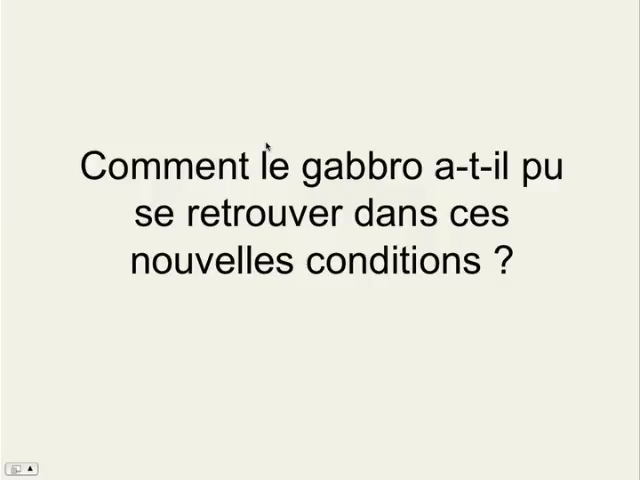 Comment le gabbro a-t-il pu
se retrouver dans ces
nouvelles conditions ?